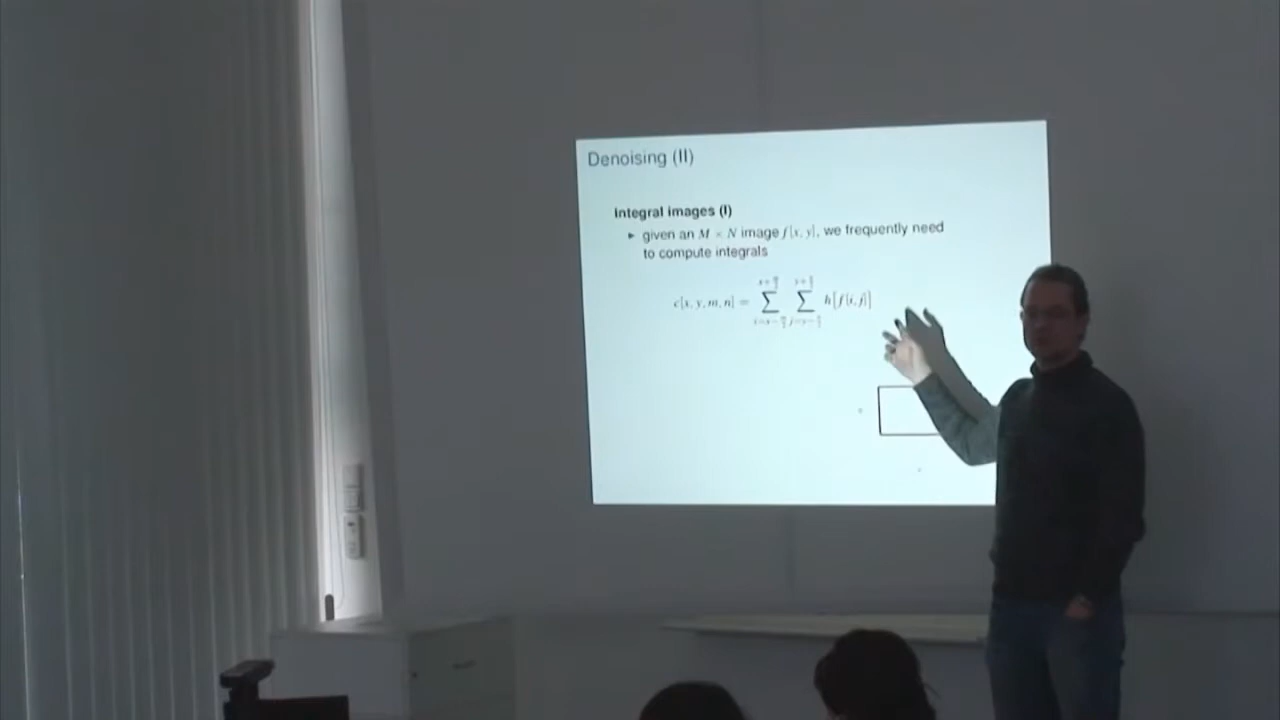 Denoising (II)
Integral images (I)
▸ given an M × N image f[x, y], we frequently need
to compute integrals
c[x, y, m, n] = ∑ ∑ h[f[i, j]]